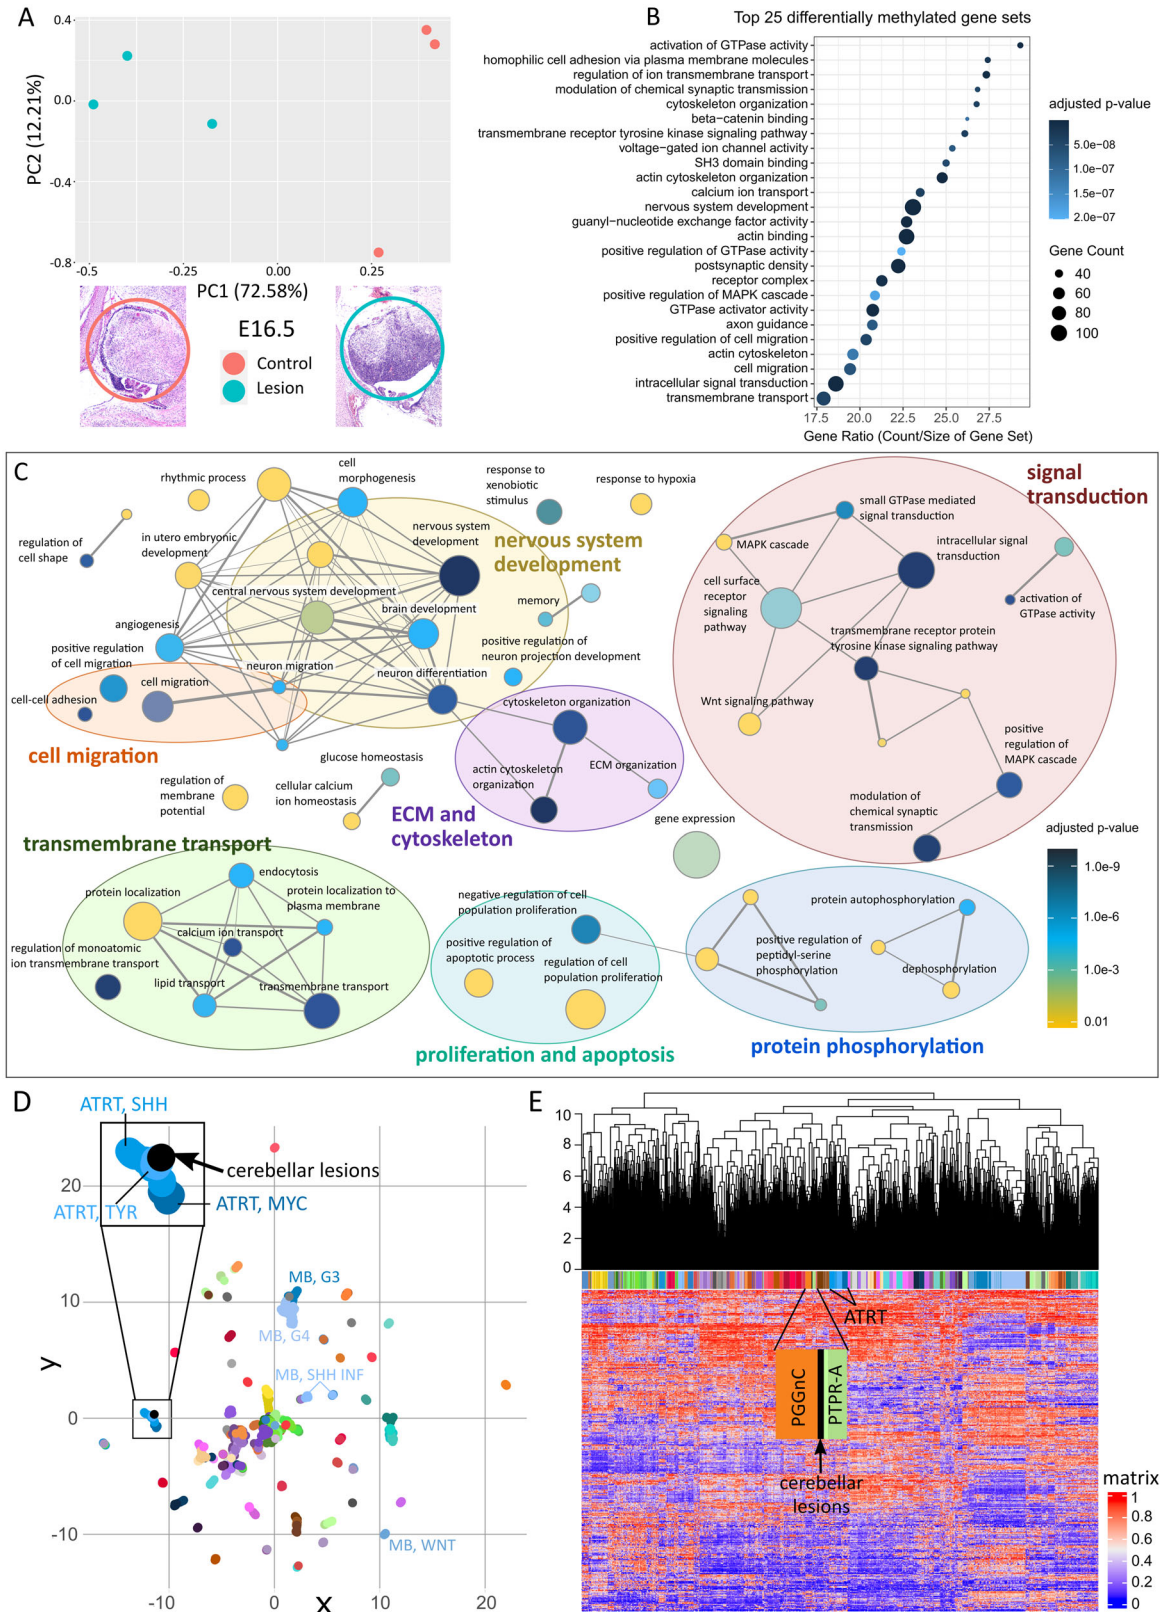 A
0.4
0.0
-0.4
-0.8
PC2 (12.21%)
-0.5
-0.25
0.00
0.25
PC1 (72.58%)
E16.5
Control
Lesion
B
Top 25 differentially methylated gene sets
activation of GTPase activity
homophilic cell adhesion via plasma membrane molecules
regulation of ion transmembrane transport
modulation of chemical synaptic transmission
cytoskeleton organization
beta-catenin binding
transmembrane receptor tyrosine kinase signaling pathway
voltage-gated ion channel activity
SH3 domain binding
actin cytoskeleton organization
calcium ion transport
nervous system development
guanyl-nucleotide exchange factor activity
actin binding
positive regulation of GTPase activity
postsynaptic density
receptor complex
positive regulation of MAPK cascade
GTPase activator activity
axon guidance
positive regulation of cell migration
actin cytoskeleton
cell migration
intracellular signal transduction
transmembrane transport
17.5
20.0
22.5
25.0
27.5
Gene Ratio (Count/Size of Gene Set)
adjusted p-value
5.0e-08
1.0e-07
1.5e-07
2.0e-07
Gene Count
40
60
80
100
C
rhythmic process
cell
morphogenesis
response to
xenobiotic
stimulus
response to hypoxia
regulation of
cell shape
in utero embryonic
development
nervous system
development
nervous system
development
central nervous system development
brain development
memory
angiogenesis
positive regulation
of cell migration
neuron migration
neuron differentiation
positive regulation of
neuron projection development
cell-cell adhesion
cell migration
cell migration
cytoskeleton organization
actin cytoskeleton
organization
ECM organization
ECM and
cytoskeleton
glucose homeostasis
regulation of
membrane
potential
cellular calcium
ion homeostasis
gene expression
signal
transduction
small GTPase mediated
signal transduction
MAPK cascade
intracellular signal
transduction
cell surface
receptor
signaling
pathway
activation of
GTPase activity
transmembrane receptor protein
tyrosine kinase signaling pathway
Wnt signaling pathway
positive
regulation of
MAPK cascade
modulation of
chemical synaptic
transmission
adjusted p-value
1.0e-9
1.0e-6
1.0e-3
0.01
transmembrane transport
endocytosis
protein localization
protein localization to
plasma membrane
calcium ion transport
regulation of monoatomic
ion transmembrane transport
lipid transport
transmembrane transport
negative regulation of cell
population proliferation
positive regulation of
apoptotic process
regulation of cell
population proliferation
proliferation and apoptosis
protein autophosphorylation
positive regulation of
peptidyl-serine
phosphorylation
dephosphorylation
protein phosphorylation
D
ATRT, SHH
cerebellar lesions
ATRT, TYR
ATRT, MYC
MB, G3
MB, G4
MB, SHH INF
MB, WNT
20
10
0
-10
y
-10
0
10
20
x
E
10
8
6
4
2
0
ATRT
PGGnC
PTPR-A
cerebellar
lesions
matrix
1
0.8
0.6
0.4
0.2
0